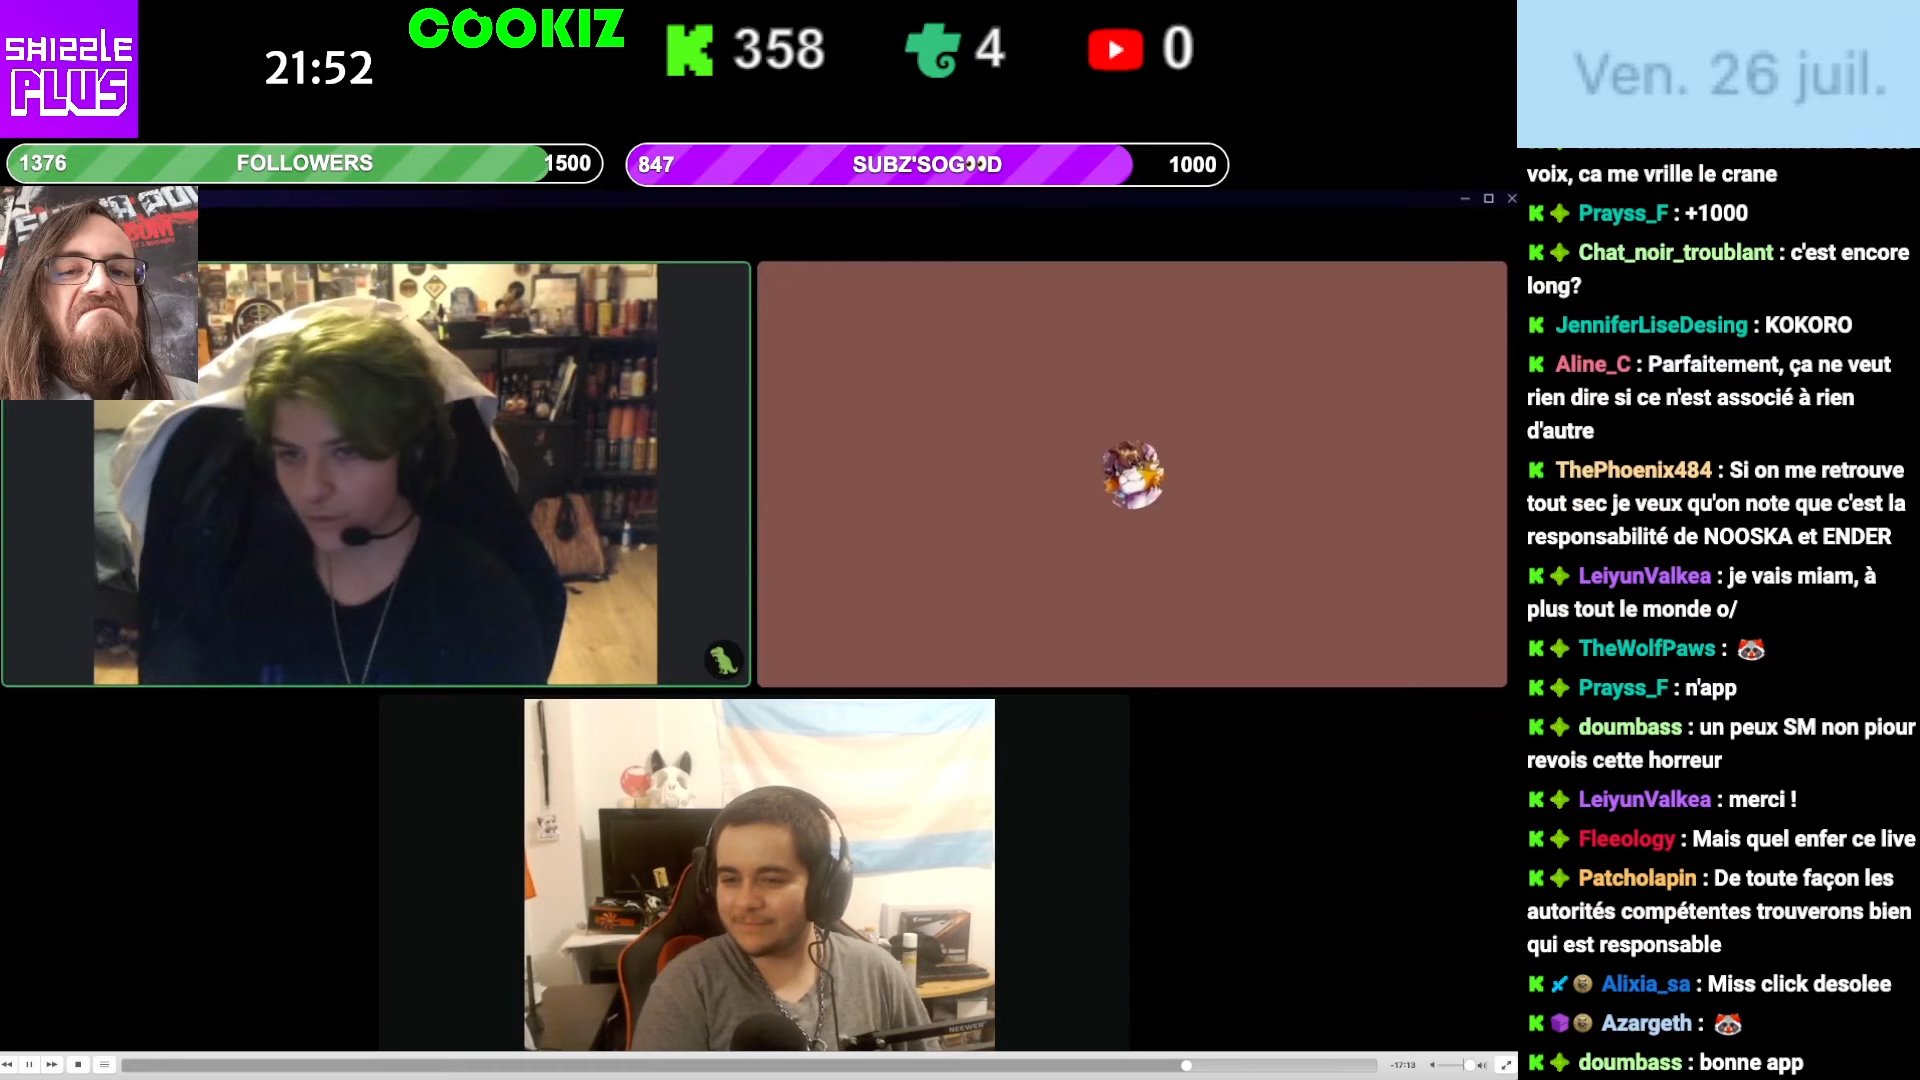 SHIZZLE
PLUS
21:52
COOKIZ
358
4
0
Ven. 26 juil.
1376 FOLLOWERS 1500
847 SUBZ'SOG👀D 1000
voix, ca me vrille le crane
Prayss_F : +1000
Chat_noir_troublant : c'est encore
long?
JenniferLiseDesing : KOKORO
Aline_C : Parfaitement, ça ne veut
rien dire si ce n'est associé à rien
d'autre
ThePhoenix484 : Si on me retrouve
tout sec je veux qu'on note que c'est la
responsabilité de NOOSKA et ENDER
LeiyunValkea : je vais miam, à
plus tout le monde o/
TheWolfPaws : 🦝
Prayss_F : n'app
doumbass : un peux SM non piour
revois cette horreur
LeiyunValkea : merci !
Fleeology : Mais quel enfer ce live
Patcholapin : De toute façon les
autorités compétentes trouverons bien
qui est responsable
Alixia_sa : Miss click desolee
Azargeth : 🦝
doumbass : bonne app
NEEWER
-17:13